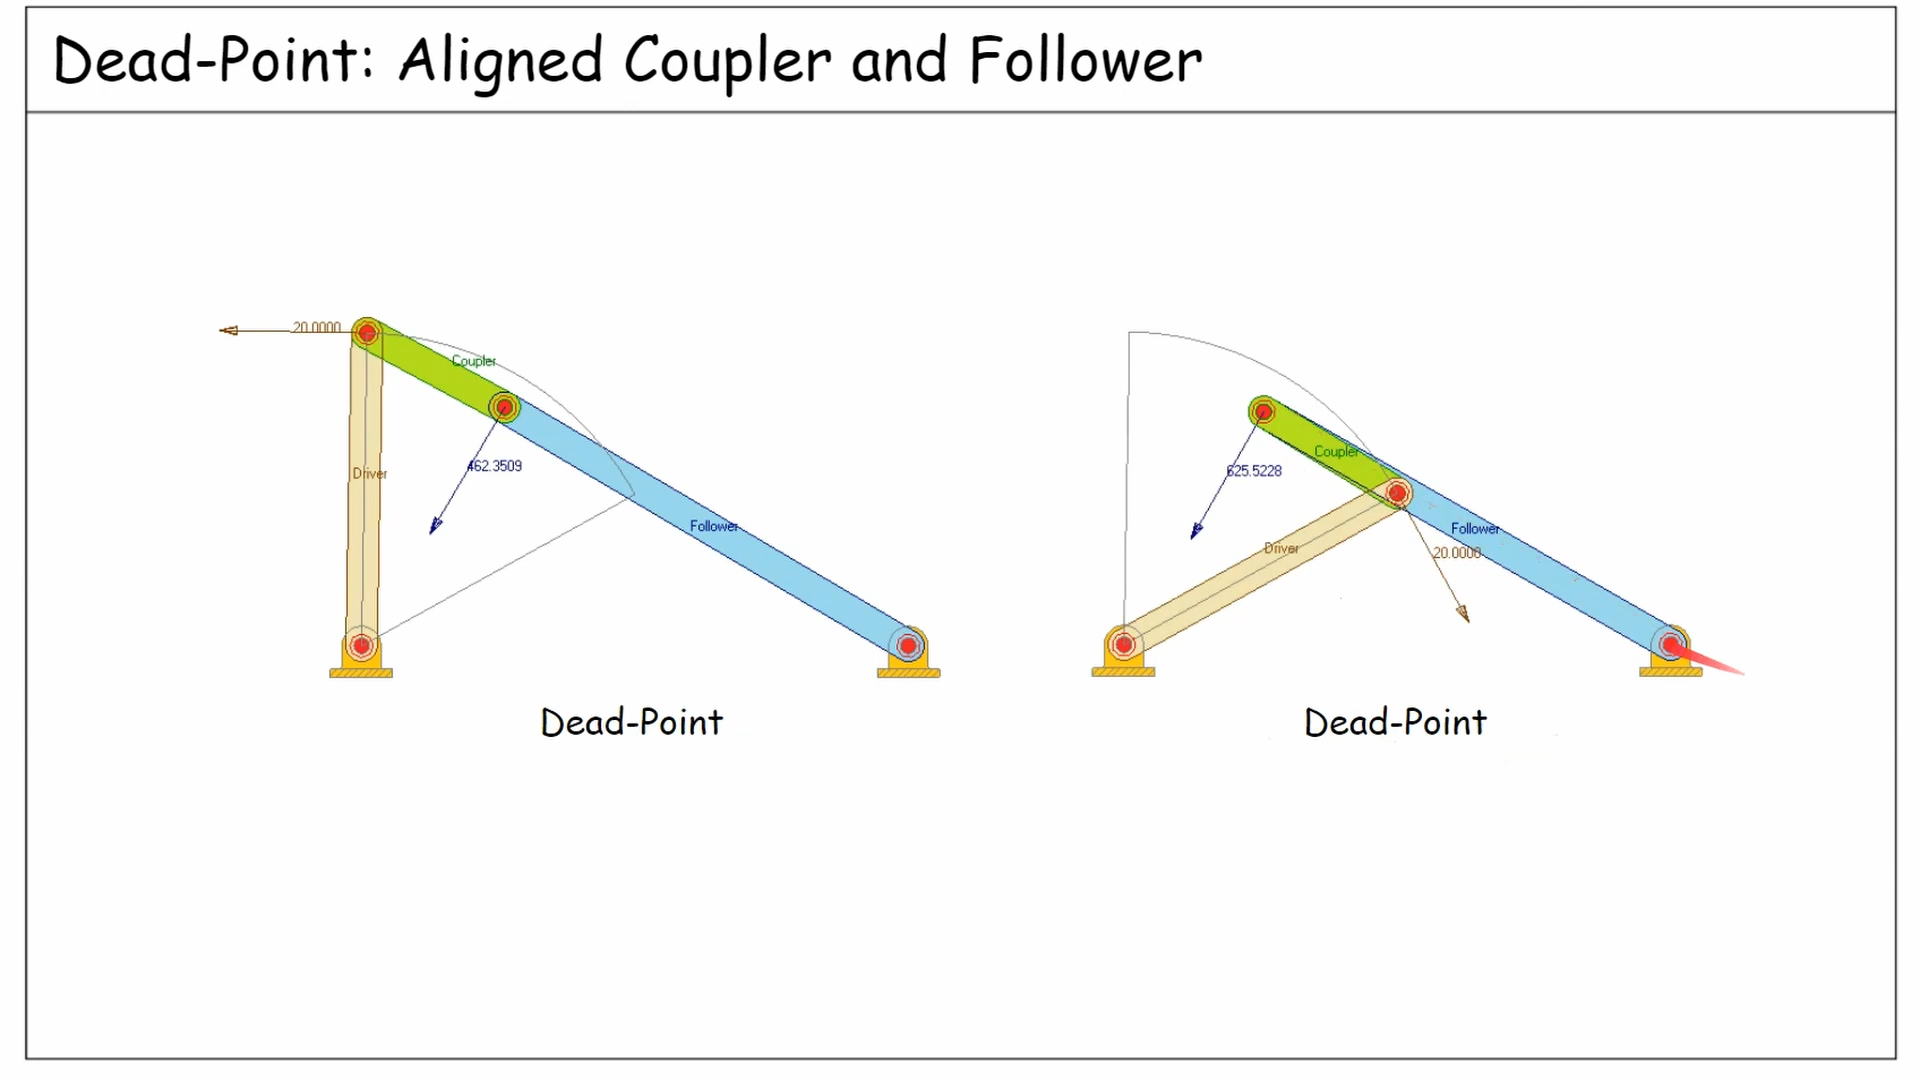 Dead-Point: Aligned Coupler and Follower
20.0000
Coupler
462.3509
Driver
Follower
Dead-Point
Coupler
625.5228
Follower
Driver
20.0000
Dead-Point